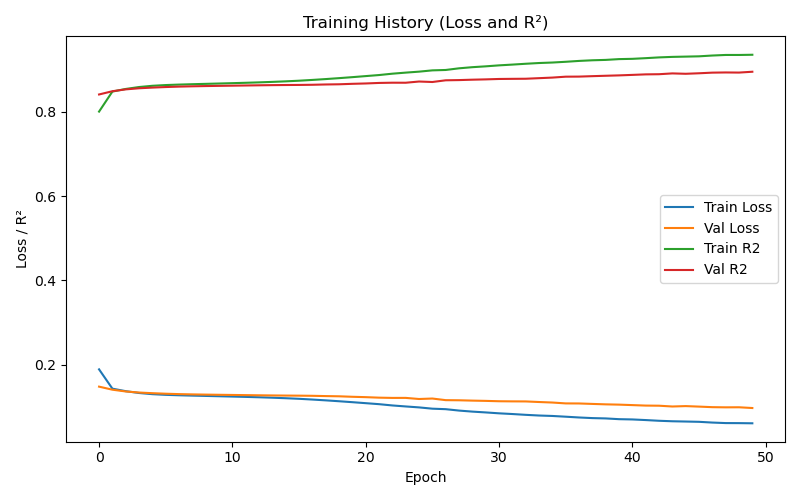 Training History (Loss and R²)
Loss / R²
0.8
0.6
0.4
0.2
Train Loss
Val Loss
Train R2
Val R2
0 10 20 30 40 50
Epoch